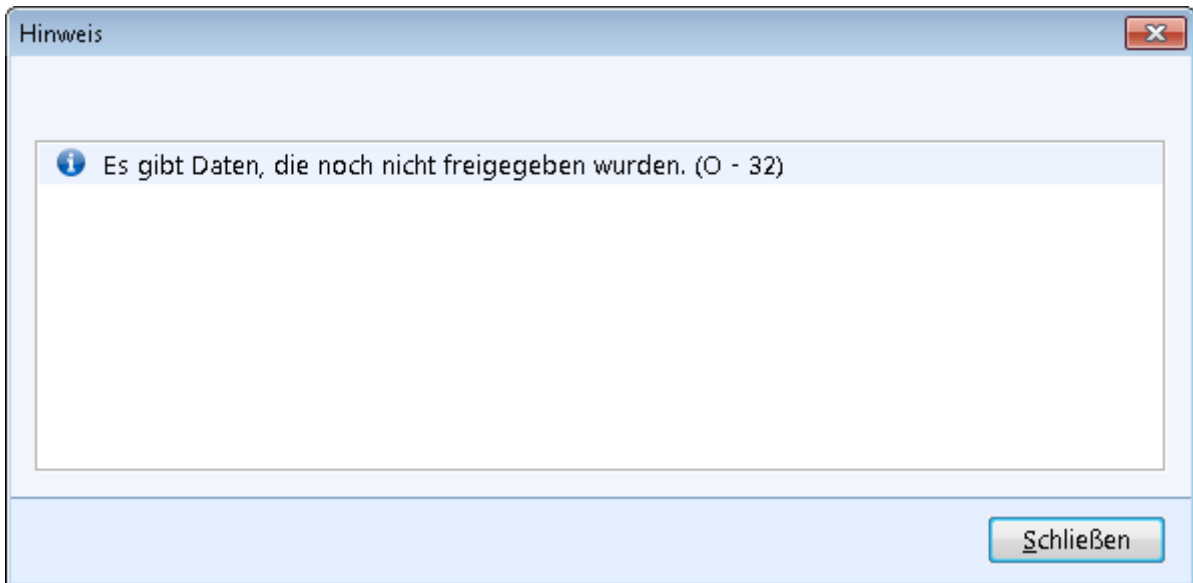 Hinweis
Es gibt Daten, die noch nicht freigegeben wurden. (O - 32)
Schließen